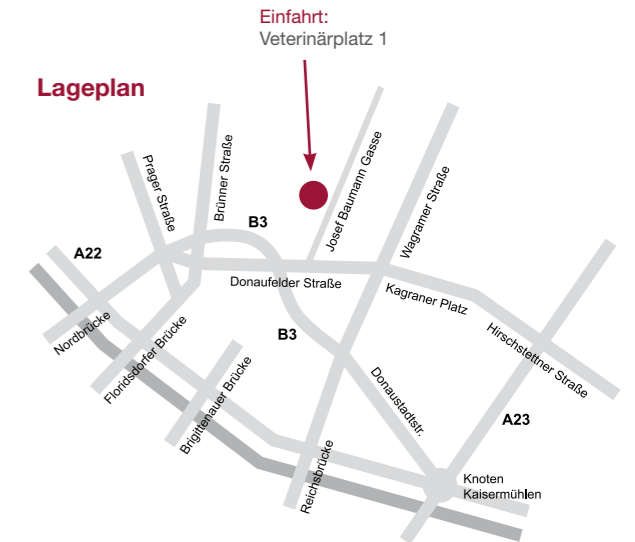 Einfahrt:
Veterinärplatz 1
Lageplan
Prager Straße
Brünner Straße
Josef Baumann Gasse
Wagramer Straße
B3
A22
Donaufelder Straße
Kagraner Platz
Nordbrücke
Floridsdorfer Brücke
B3
Hirschstettner Straße
Brigittenauer Brücke
Donaustadtstr.
A23
Reichsbrücke
Knoten
Kaisermühlen